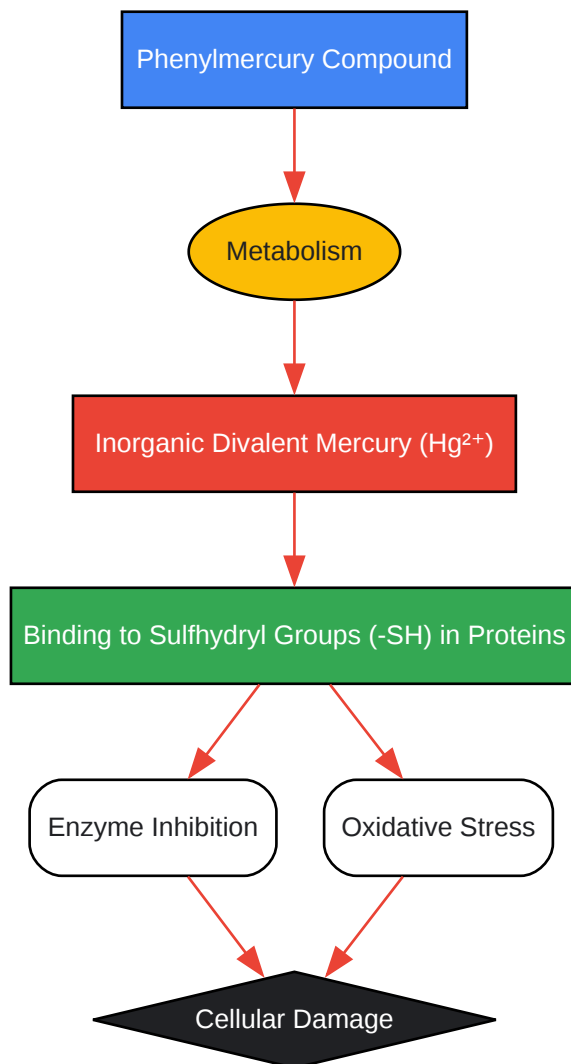 Phenylmercury Compound
Metabolism
Inorganic Divalent Mercury (Hg²⁺)
Binding to Sulfhydryl Groups (-SH) in Proteins
Enzyme Inhibition
Oxidative Stress
Cellular Damage